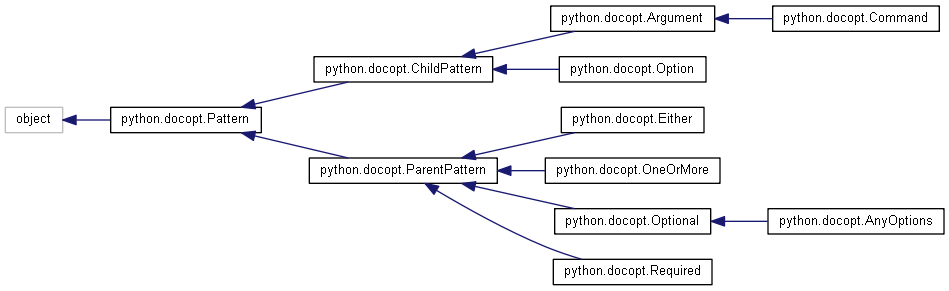 python.docopt.Argument
python.docopt.Command
python.docopt.ChildPattern
python.docopt.Option
object
python.docopt.Pattern
python.docopt.Either
python.docopt.ParentPattern
python.docopt.OneOrMore
python.docopt.Optional
python.docopt.AnyOptions
python.docopt.Required